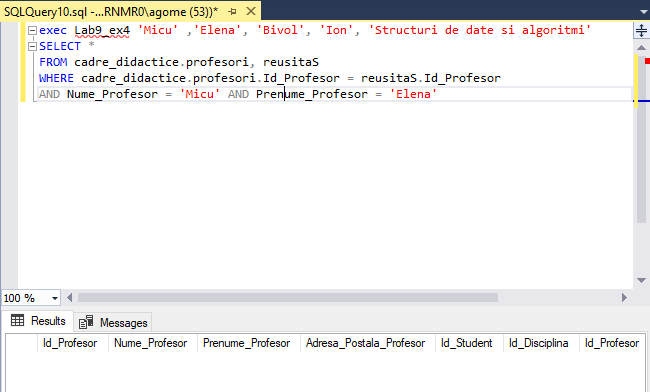 SQLQuery10.sql -...RNMR0\agome (53))*
exec Lab9_ex4 'Micu' ,'Elena', 'Bivol', 'Ion', 'Structuri de date si algoritmi'
SELECT *
FROM cadre_didactice.profesori, reusitaS
WHERE cadre_didactice.profesori.Id_Profesor = reusitaS.Id_Profesor
AND Nume_Profesor = 'Micu' AND Prenume_Profesor = 'Elena'
100 %
Results Messages
Id_Profesor Nume_Profesor Prenume_Profesor Adresa_Postala_Profesor Id_Student Id_Disciplina Id_Profesor